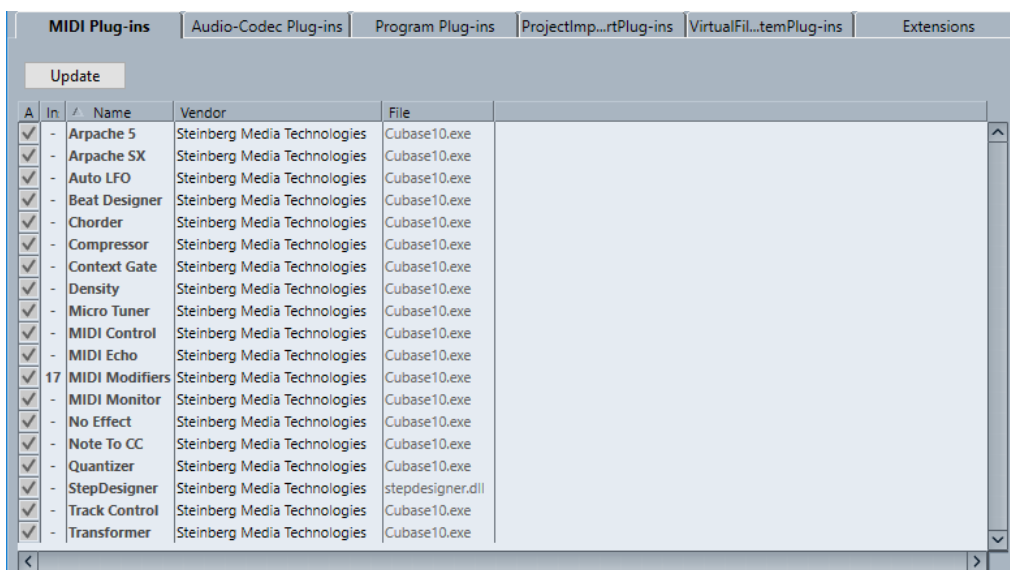 MIDI Plug-ins Audio-Codec Plug-ins Program Plug-ins ProjectImp...rtPlug-ins VirtualFil...temPlug-ins Extensions
Update
A In Name Vendor File
- Arpache 5 Steinberg Media Technologies Cubase10.exe
- Arpache SX Steinberg Media Technologies Cubase10.exe
- Auto LFO Steinberg Media Technologies Cubase10.exe
- Beat Designer Steinberg Media Technologies Cubase10.exe
- Chorder Steinberg Media Technologies Cubase10.exe
- Compressor Steinberg Media Technologies Cubase10.exe
- Context Gate Steinberg Media Technologies Cubase10.exe
- Density Steinberg Media Technologies Cubase10.exe
- Micro Tuner Steinberg Media Technologies Cubase10.exe
- MIDI Control Steinberg Media Technologies Cubase10.exe
- MIDI Echo Steinberg Media Technologies Cubase10.exe
17 MIDI Modifiers Steinberg Media Technologies Cubase10.exe
- MIDI Monitor Steinberg Media Technologies Cubase10.exe
- No Effect Steinberg Media Technologies Cubase10.exe
- Note To CC Steinberg Media Technologies Cubase10.exe
- Quantizer Steinberg Media Technologies Cubase10.exe
- StepDesigner Steinberg Media Technologies stepdesigner.dll
- Track Control Steinberg Media Technologies Cubase10.exe
- Transformer Steinberg Media Technologies Cubase10.exe